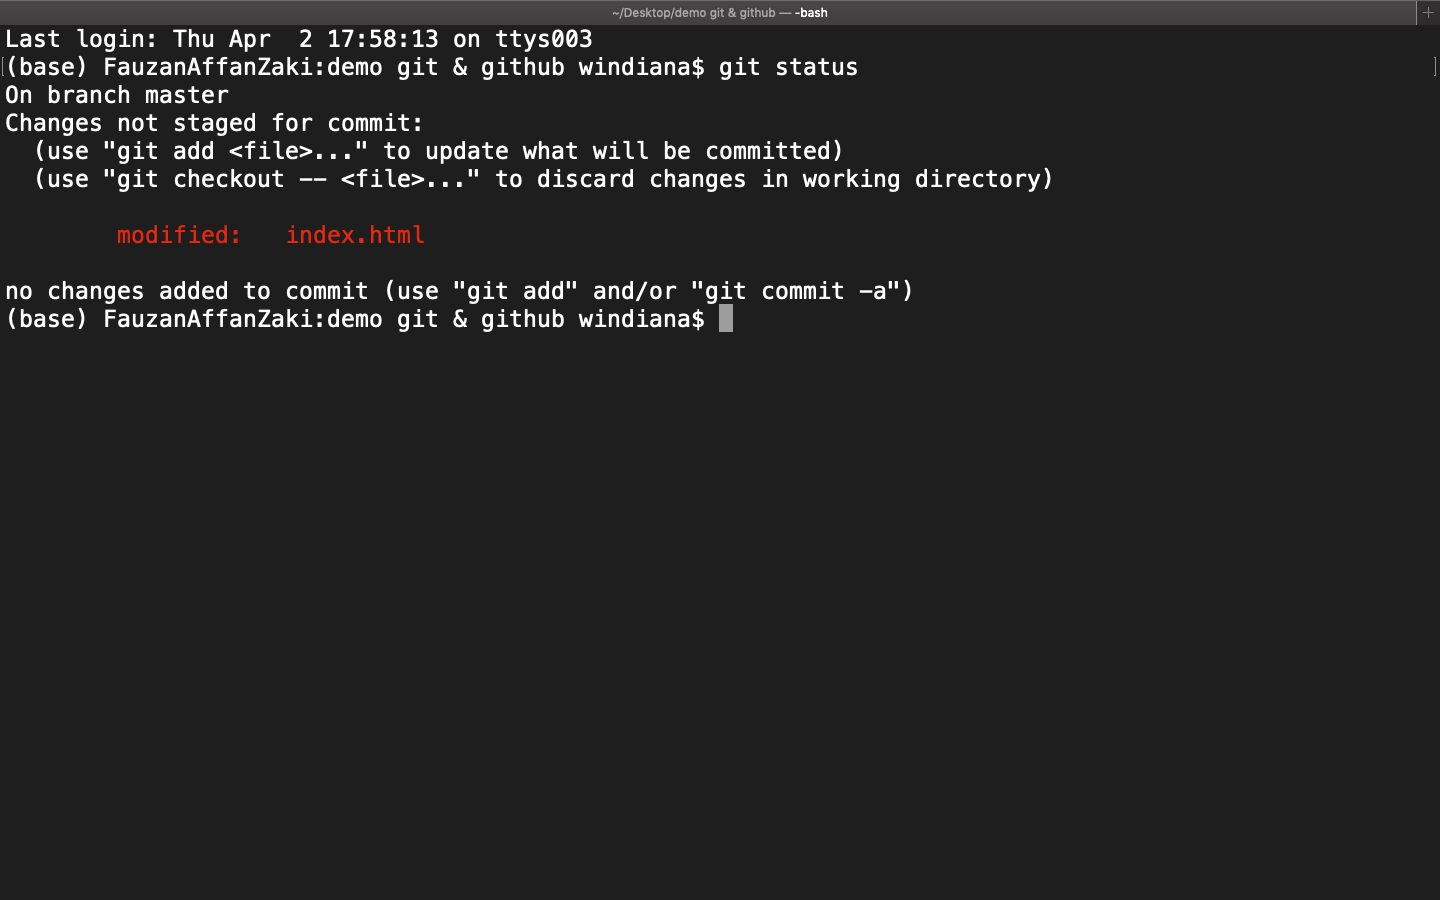 ~/Desktop/demo git & github — -bash
Last login: Thu Apr  2 17:58:13 on ttys003
(base) FauzanAffanZaki:demo git & github windiana$ git status
On branch master
Changes not staged for commit:
  (use "git add <file>..." to update what will be committed)
  (use "git checkout -- <file>..." to discard changes in working directory)

        modified:   index.html

no changes added to commit (use "git add" and/or "git commit -a")
(base) FauzanAffanZaki:demo git & github windiana$